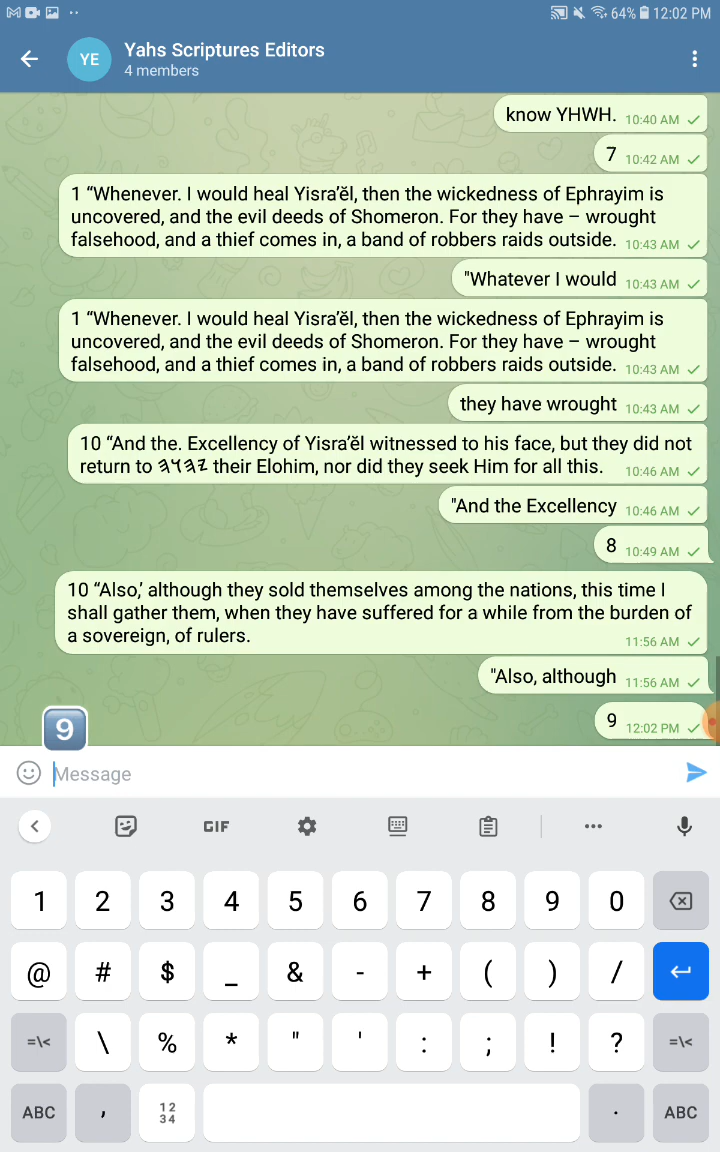 64% 12:02 PM
YE
Yahs Scriptures Editors
4 members
know YHWH. 10:40 AM
7 10:42 AM
1 “Whenever. I would heal Yisra’ĕl, then the wickedness of Ephrayim is
uncovered, and the evil deeds of Shomeron. For they have – wrought
falsehood, and a thief comes in, a band of robbers raids outside. 10:43 AM
"Whatever I would 10:43 AM
1 “Whenever. I would heal Yisra’ĕl, then the wickedness of Ephrayim is
uncovered, and the evil deeds of Shomeron. For they have – wrought
falsehood, and a thief comes in, a band of robbers raids outside. 10:43 AM
they have wrought 10:43 AM
10 “And the. Excellency of Yisra’ĕl witnessed to his face, but they did not
return to 𐤉𐤄𐤅𐤄 their Elohim, nor did they seek Him for all this. 10:46 AM
"And the Excellency 10:46 AM
8 10:49 AM
10 “Also,’ although they sold themselves among the nations, this time I
shall gather them, when they have suffered for a while from the burden of
a sovereign, of rulers. 11:56 AM
"Also, although 11:56 AM
9 12:02 PM
9
Message
GIF
1 2 3 4 5 6 7 8 9 0
@ # $ _ & - + ( ) /
=\< \ % * " ' : ; ! ? =\<
ABC , 12 34 . ABC